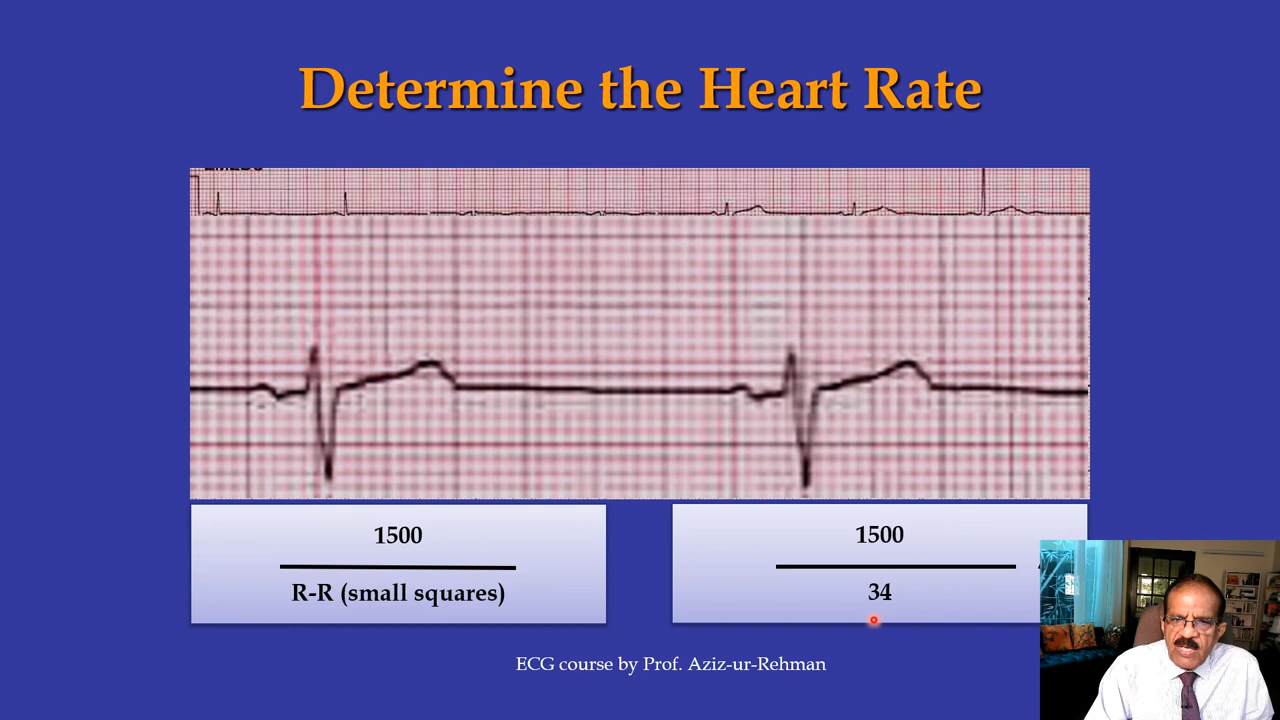 Determine the Heart Rate
1500
R-R (small squares)
1500
34
ECG course by Prof. Aziz-ur-Rehman